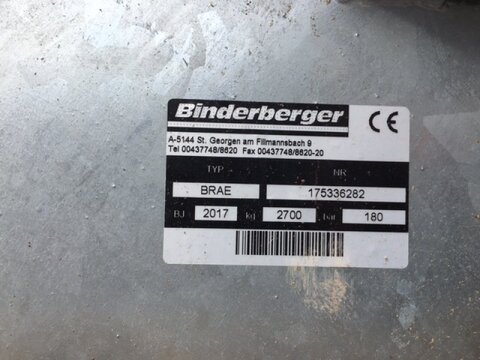 Binderberger CE
A-5144 St. Georgen am Fillmannsbach 9
Tel 00437748/8620 Fax 00437748/8620-20
TYP NR
BRAE 175336282
BJ 2017 kg 2700 bar 180